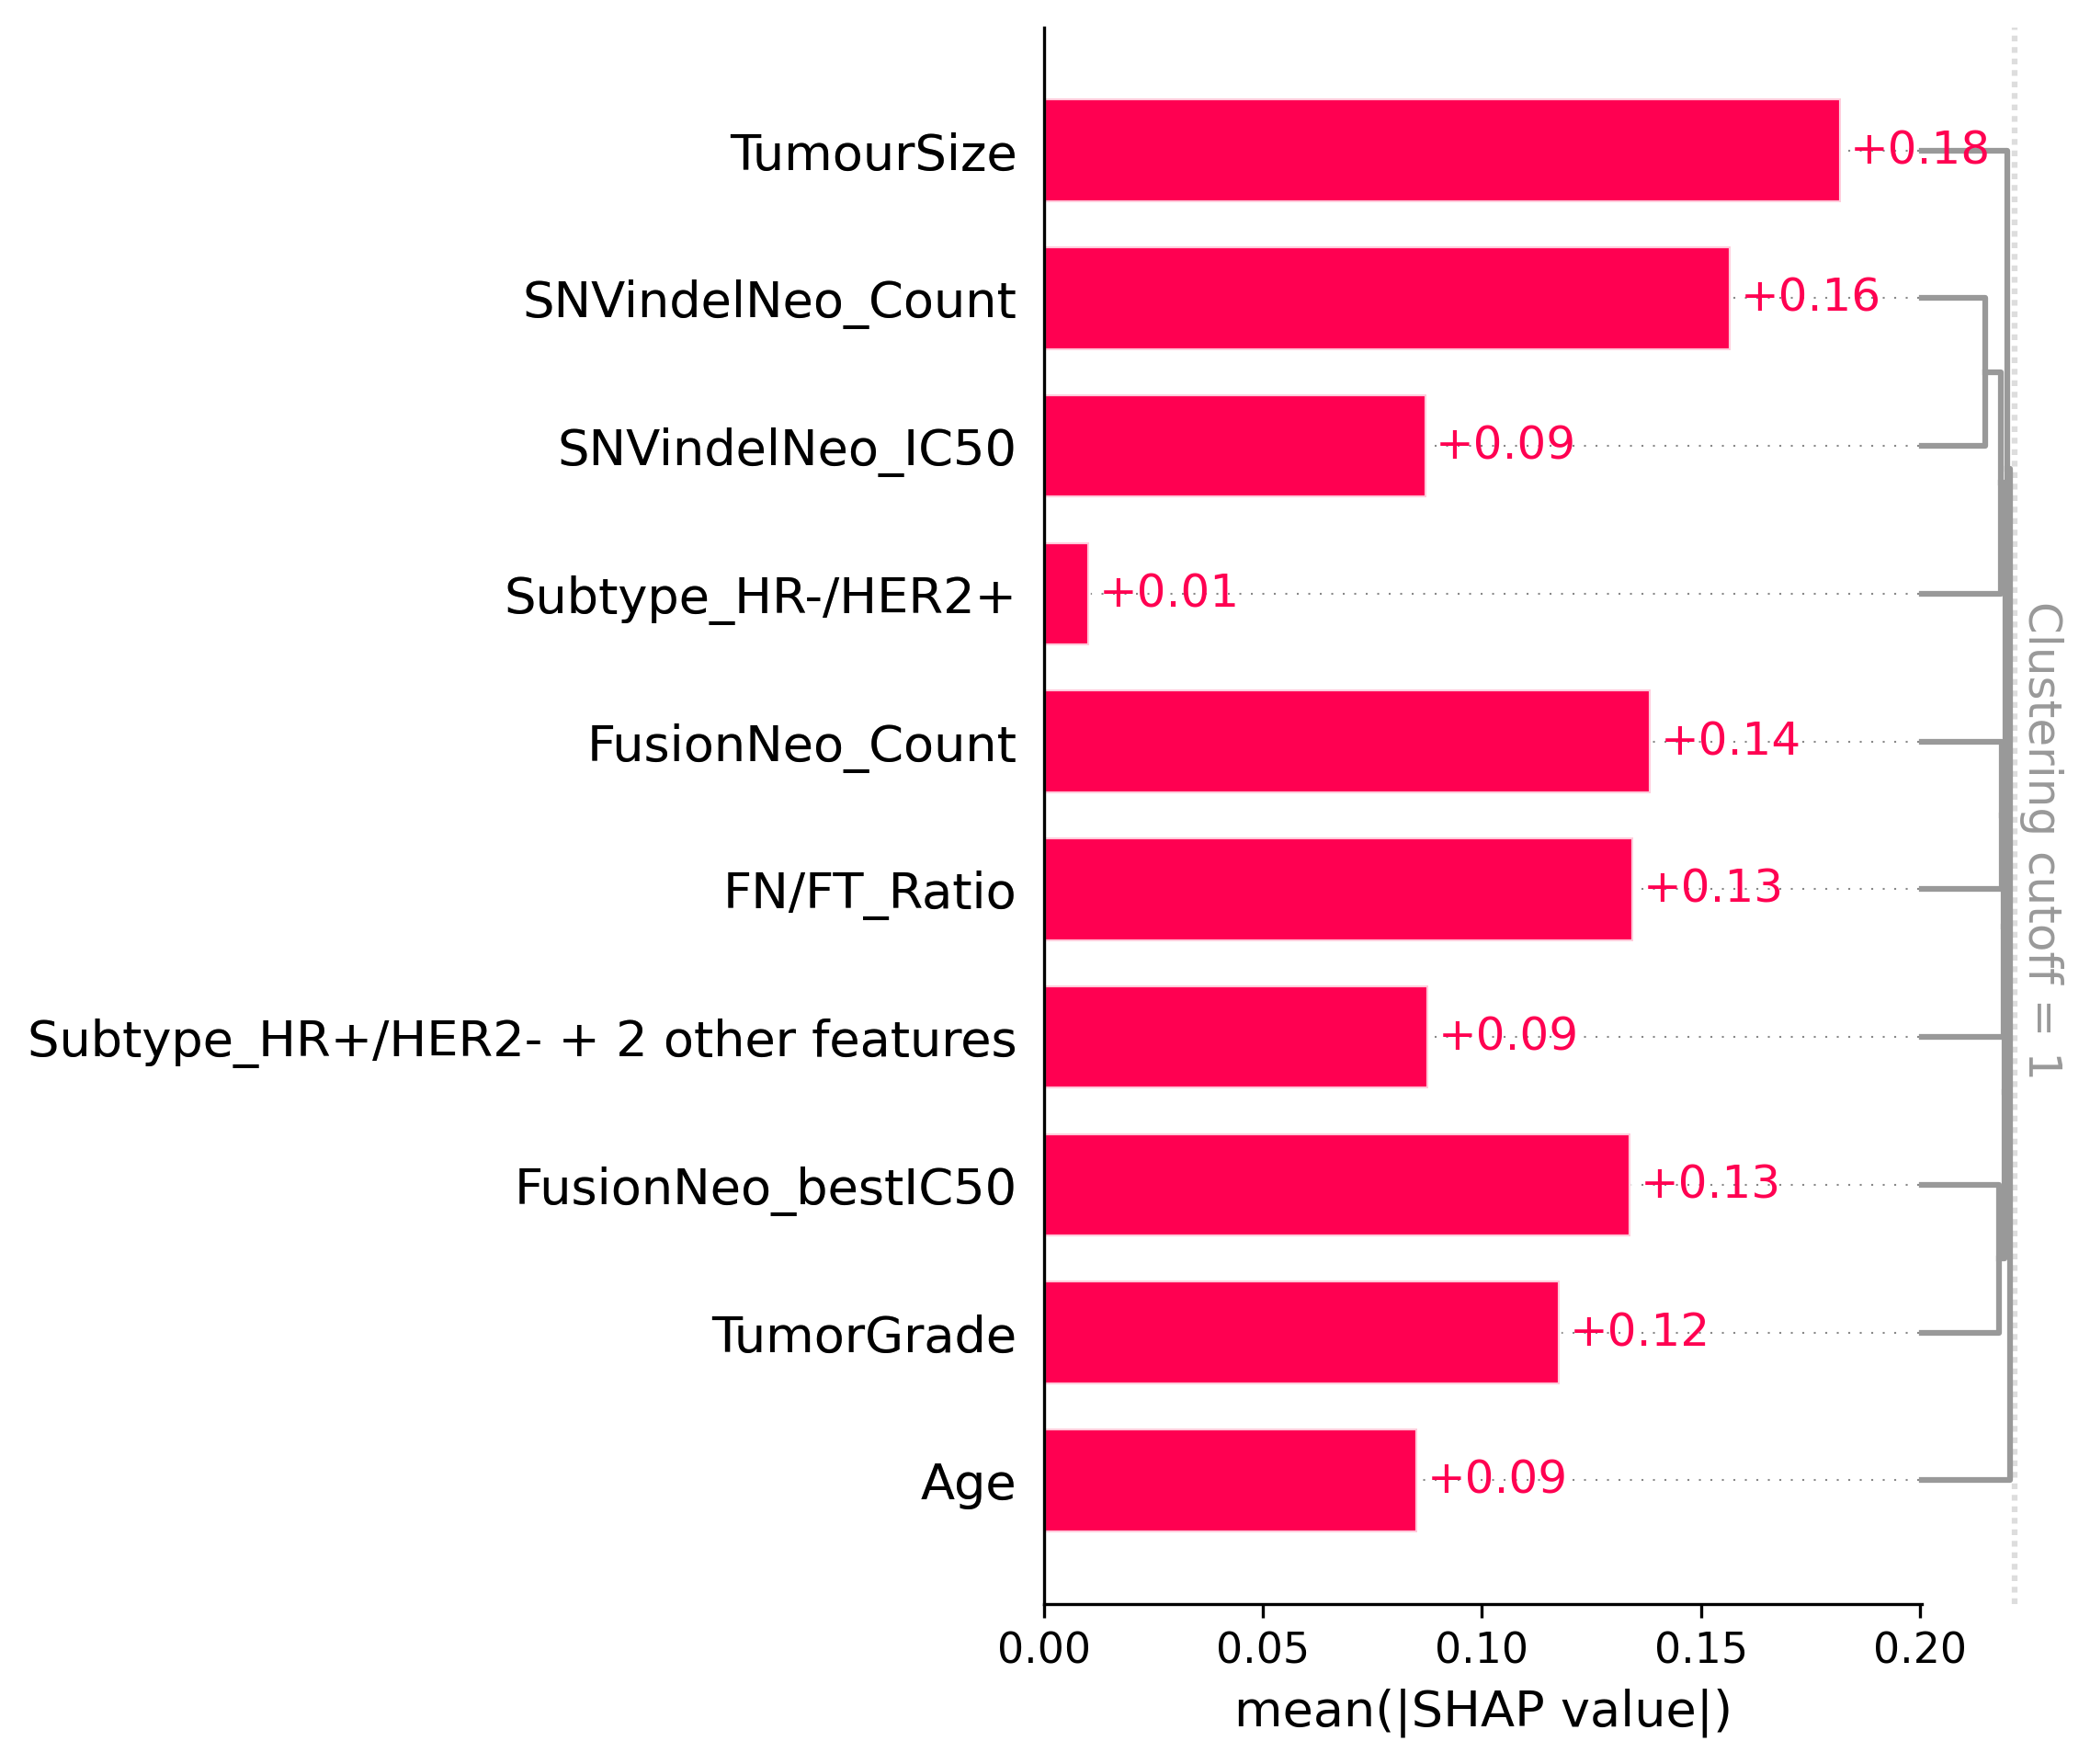 TumourSize
+0.18
SNVindelNeo_Count
+0.16
SNVindelNeo_IC50
+0.09
Subtype_HR-/HER2+
+0.01
FusionNeo_Count
+0.14
FN/FT_Ratio
+0.13
Subtype_HR+/HER2- + 2 other features
+0.09
FusionNeo_bestIC50
+0.13
TumorGrade
+0.12
Age
+0.09
Clustering cutoff = 1
0.00 0.05 0.10 0.15 0.20
mean(|SHAP value|)